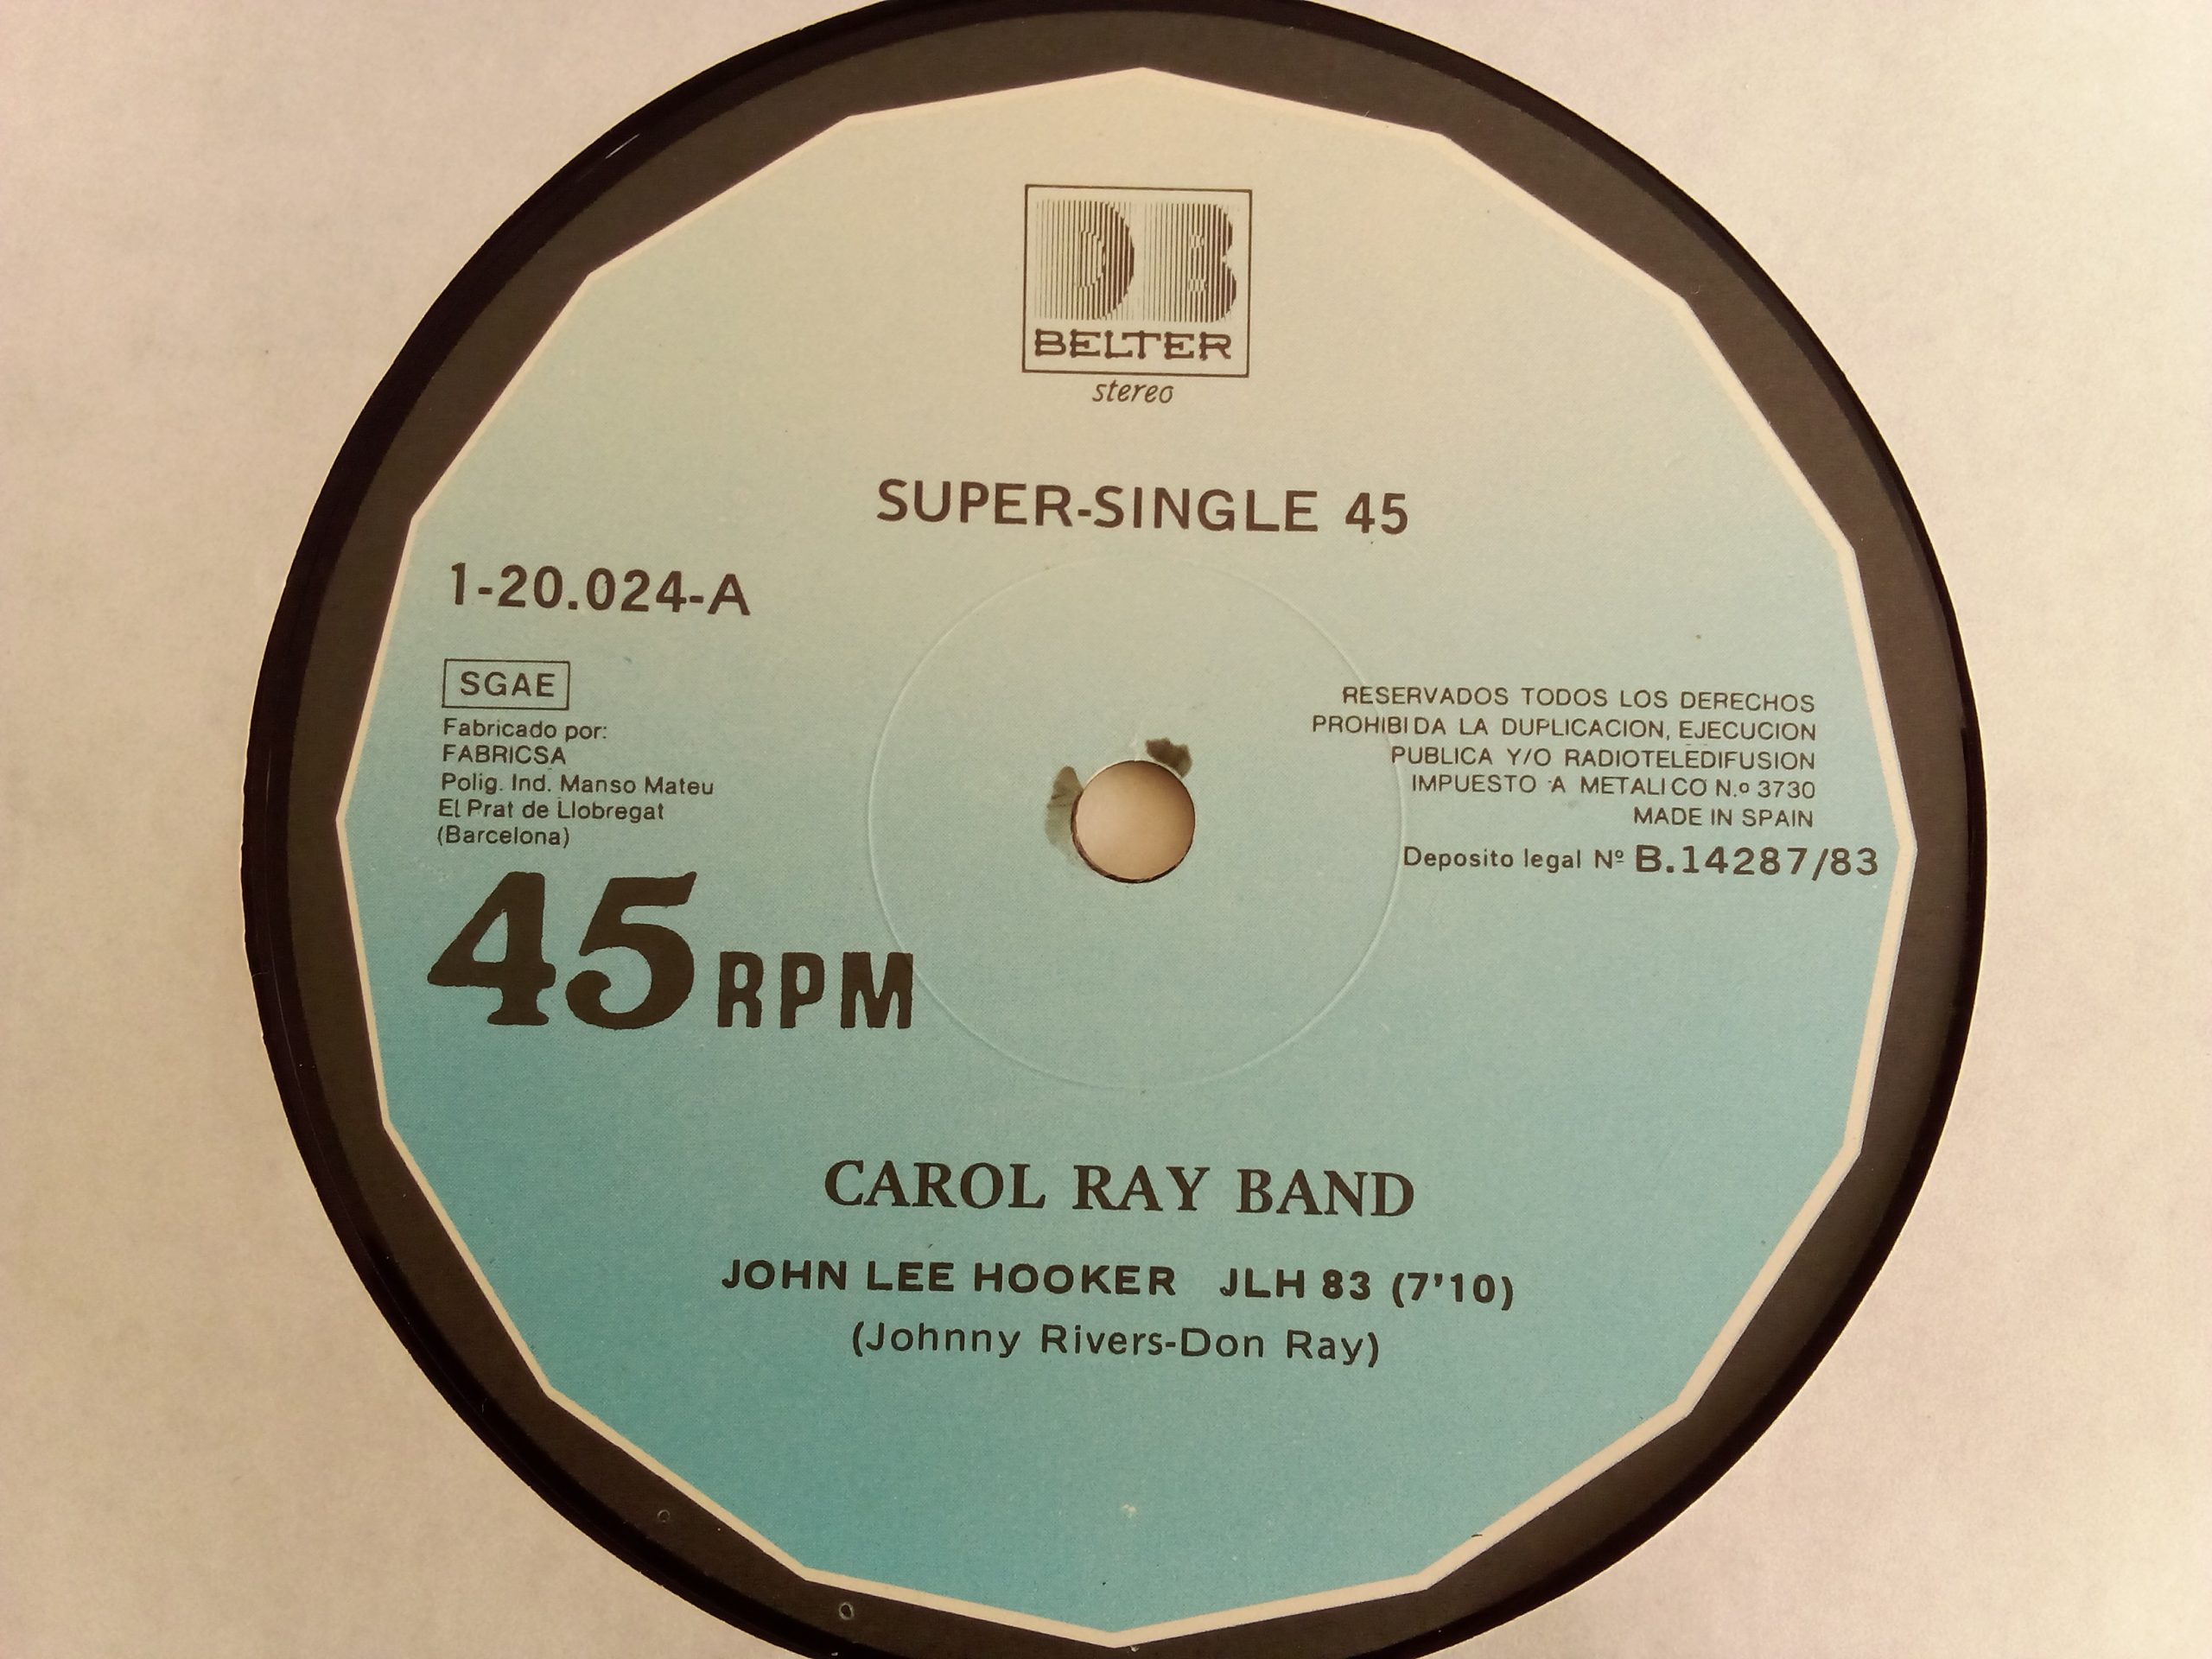 DB
BELTER
stereo
SUPER-SINGLE 45
1-20.024-A
SGAE
Fabricado por:
FABRICSA
Polig. Ind. Manso Mateu
El Prat de Llobregat
(Barcelona)
45 RPM
RESERVADOS TODOS LOS DERECHOS
PROHIBIDA LA DUPLICACION, EJECUCION
PUBLICA Y/O RADIOTELEDIFUSION
IMPUESTO A METALICO N.º 3730
MADE IN SPAIN
Deposito legal Nº B.14287/83
CAROL RAY BAND
JOHN LEE HOOKER JLH 83 (7'10)
(Johnny Rivers-Don Ray)